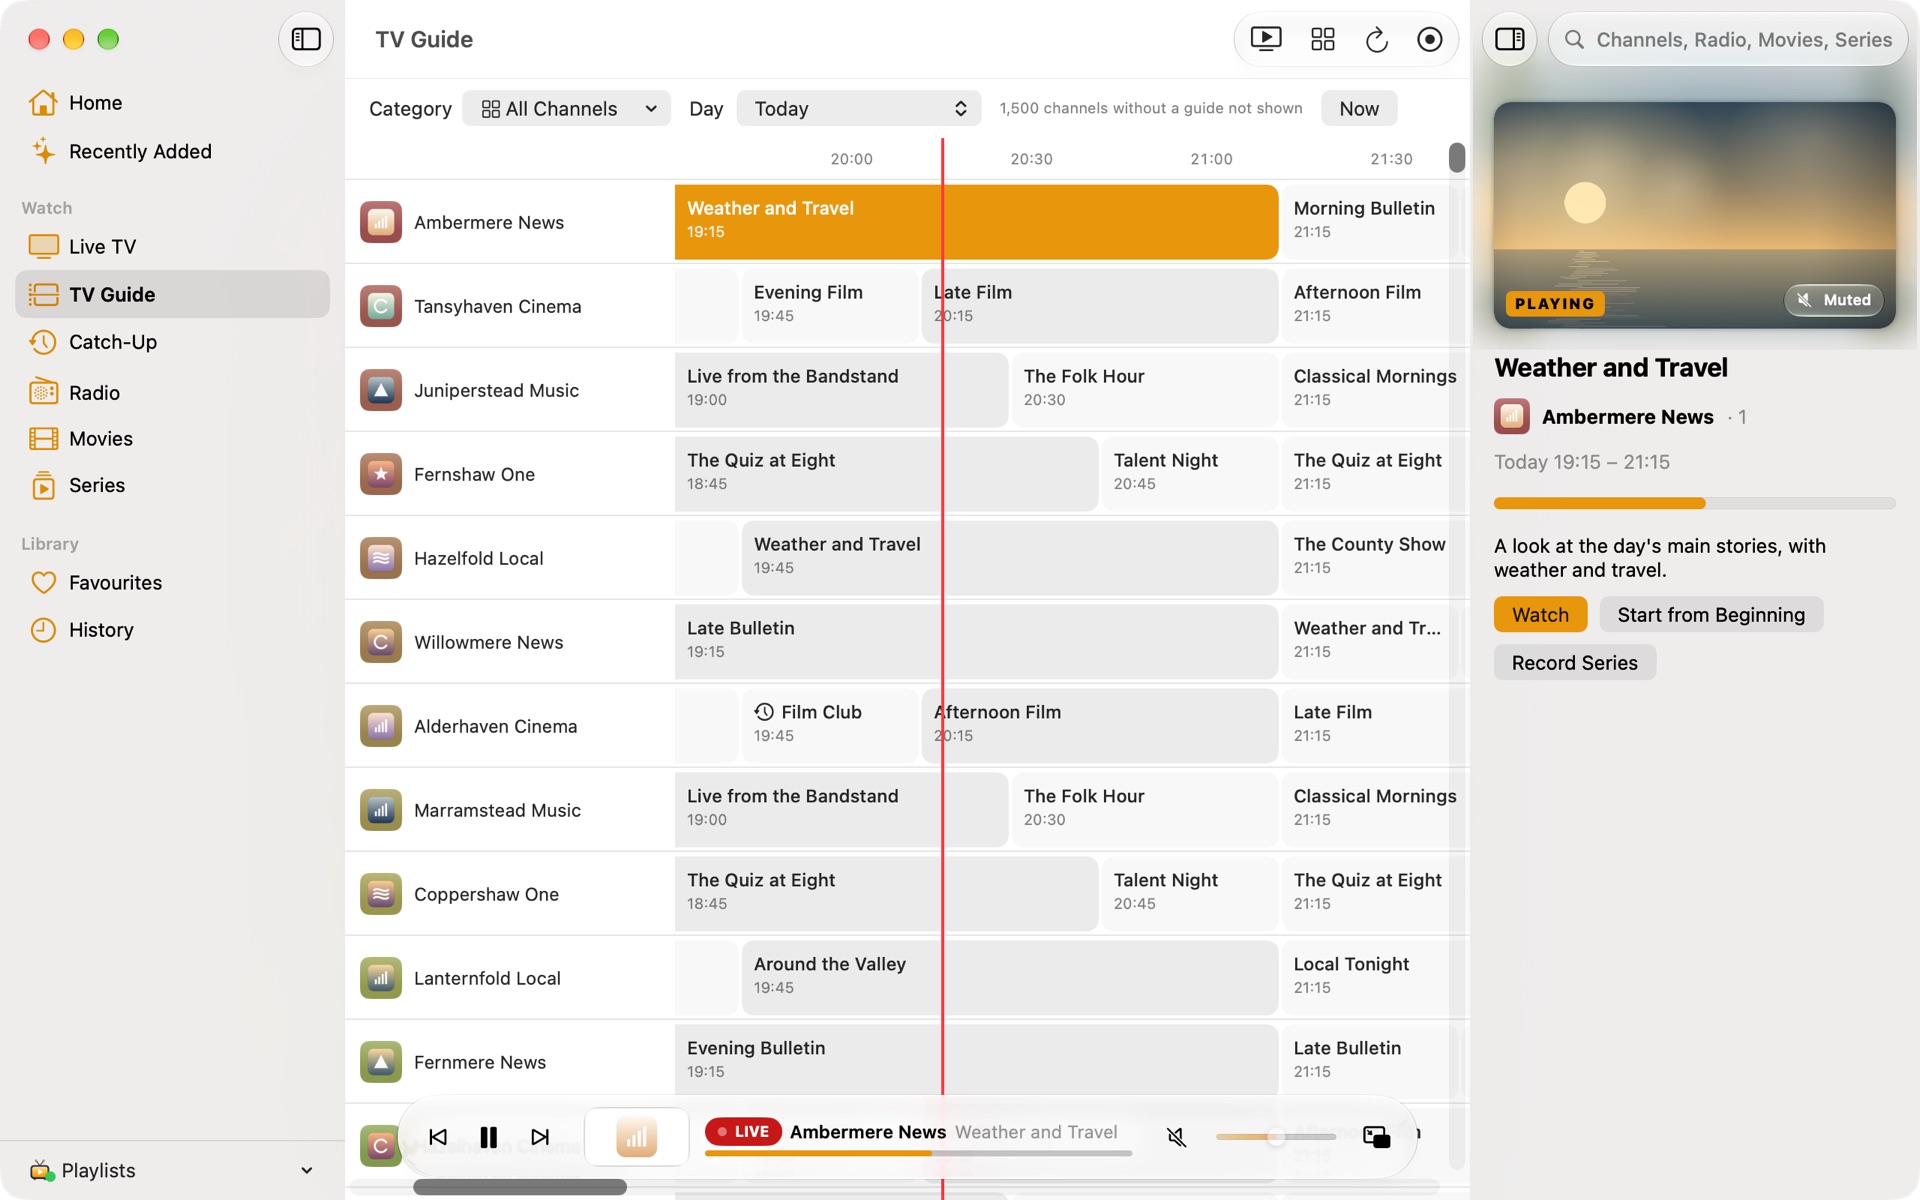 TV Guide
Channels, Radio, Movies, Series
Home
Recently Added
Watch
Live TV
TV Guide
Catch-Up
Radio
Movies
Series
Library
Favourites
History
Playlists
Category
All Channels
Day
Today
1,500 channels without a guide not shown
Now
20:00
20:30
21:00
21:30
Ambermere News
Weather and Travel
19:15
Morning Bulletin
21:15
Tansyhaven Cinema
Evening Film
19:45
Late Film
20:15
Afternoon Film
21:15
Juniperstead Music
Live from the Bandstand
19:00
The Folk Hour
20:30
Classical Mornings
21:15
Fernshaw One
The Quiz at Eight
18:45
Talent Night
20:45
The Quiz at Eight
21:15
Hazelfold Local
Weather and Travel
19:45
The County Show
21:15
Willowmere News
Late Bulletin
19:15
Weather and Tr...
21:15
Alderhaven Cinema
Film Club
19:45
Afternoon Film
20:15
Late Film
21:15
Marramstead Music
Live from the Bandstand
19:00
The Folk Hour
20:30
Classical Mornings
21:15
Coppershaw One
The Quiz at Eight
18:45
Talent Night
20:45
The Quiz at Eight
21:15
Lanternfold Local
Around the Valley
19:45
Local Tonight
21:15
Fernmere News
Evening Bulletin
19:15
Late Bulletin
21:15
LIVE
Ambermere News Weather and Travel
PLAYING
Muted
Weather and Travel
Ambermere News · 1
Today 19:15 – 21:15
A look at the day's main stories, with
weather and travel.
Watch
Start from Beginning
Record Series